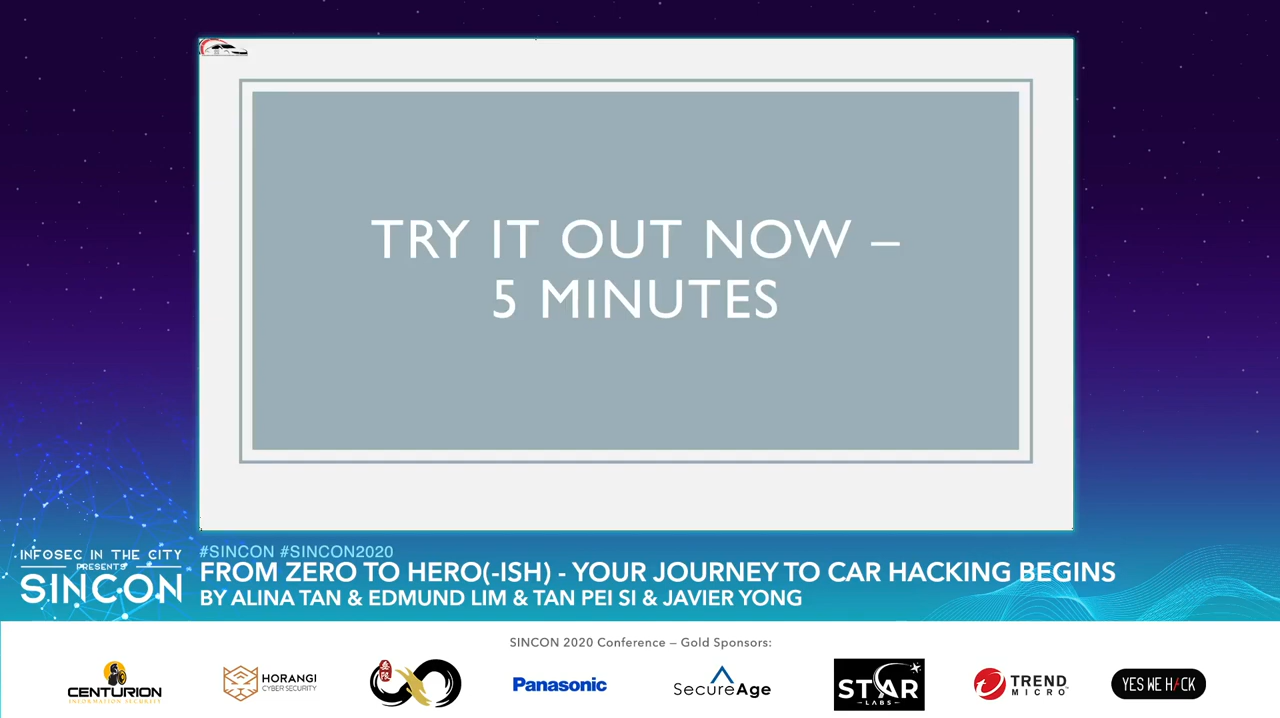 TRY IT OUT NOW –
5 MINUTES
INFOSEC IN THE CITY
PRESENTS
SINCON
#SINCON #SINCON2020
FROM ZERO TO HERO(-ISH) - YOUR JOURNEY TO CAR HACKING BEGINS
BY ALINA TAN & EDMUND LIM & TAN PEI SI & JAVIER YONG
SINCON 2020 Conference – Gold Sponsors:
CENTURION
INFORMATION SECURITY
HORANGI
CYBER SECURITY
Panasonic
SecureAge
STAR
LABS
TREND
MICRO
YES WE H/CK